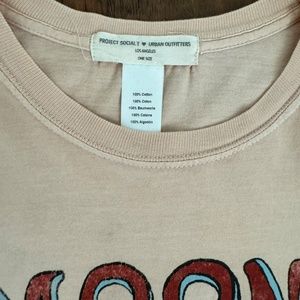 PROJECT SOCIAL T ♥ URBAN OUTFITTERS
LOS ANGELES
ONE SIZE
100% Cotton
100% Coton
100% Baumwolle
100% Cotone
100% Algodón